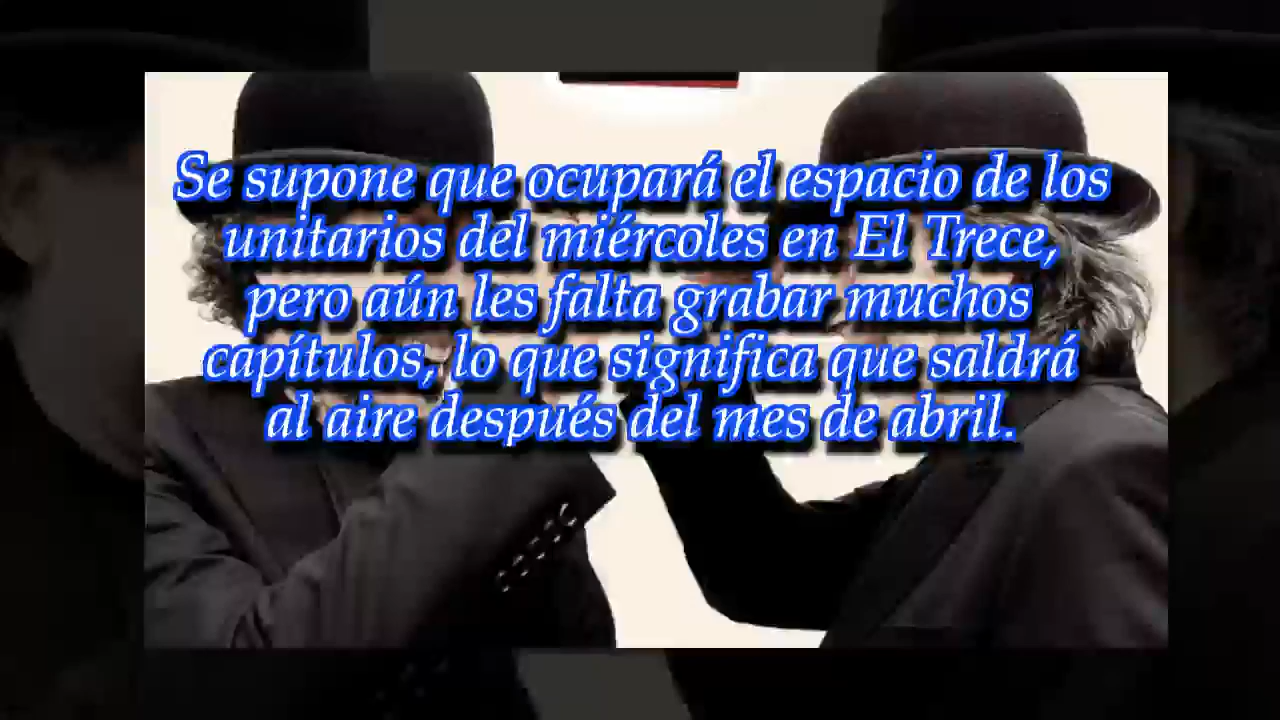 Se supone que ocupará el espacio de los
unitarios del miércoles en El Trece,
pero aún les falta grabar muchos
capítulos, lo que significa que saldrá
al aire después del mes de abril.